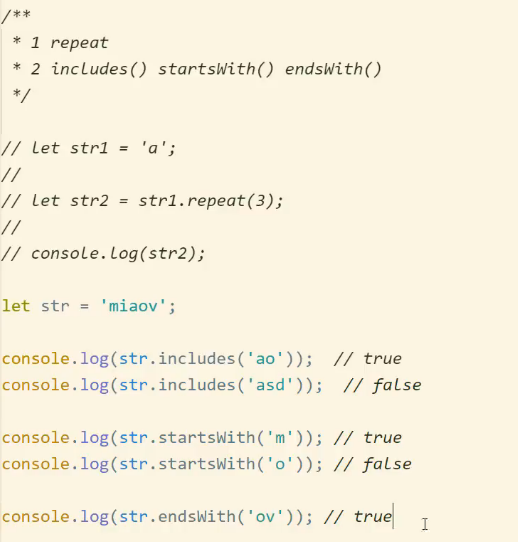 /**
 * 1 repeat
 * 2 includes() startsWith() endsWith()
 */
// let str1 = 'a';
//
// let str2 = str1.repeat(3);
//
// console.log(str2);
let str = 'miaov';
console.log(str.includes('ao'));  // true
console.log(str.includes('asd'));  // false
console.log(str.startsWith('m')); // true
console.log(str.startsWith('o')); // false
console.log(str.endsWith('ov')); // true